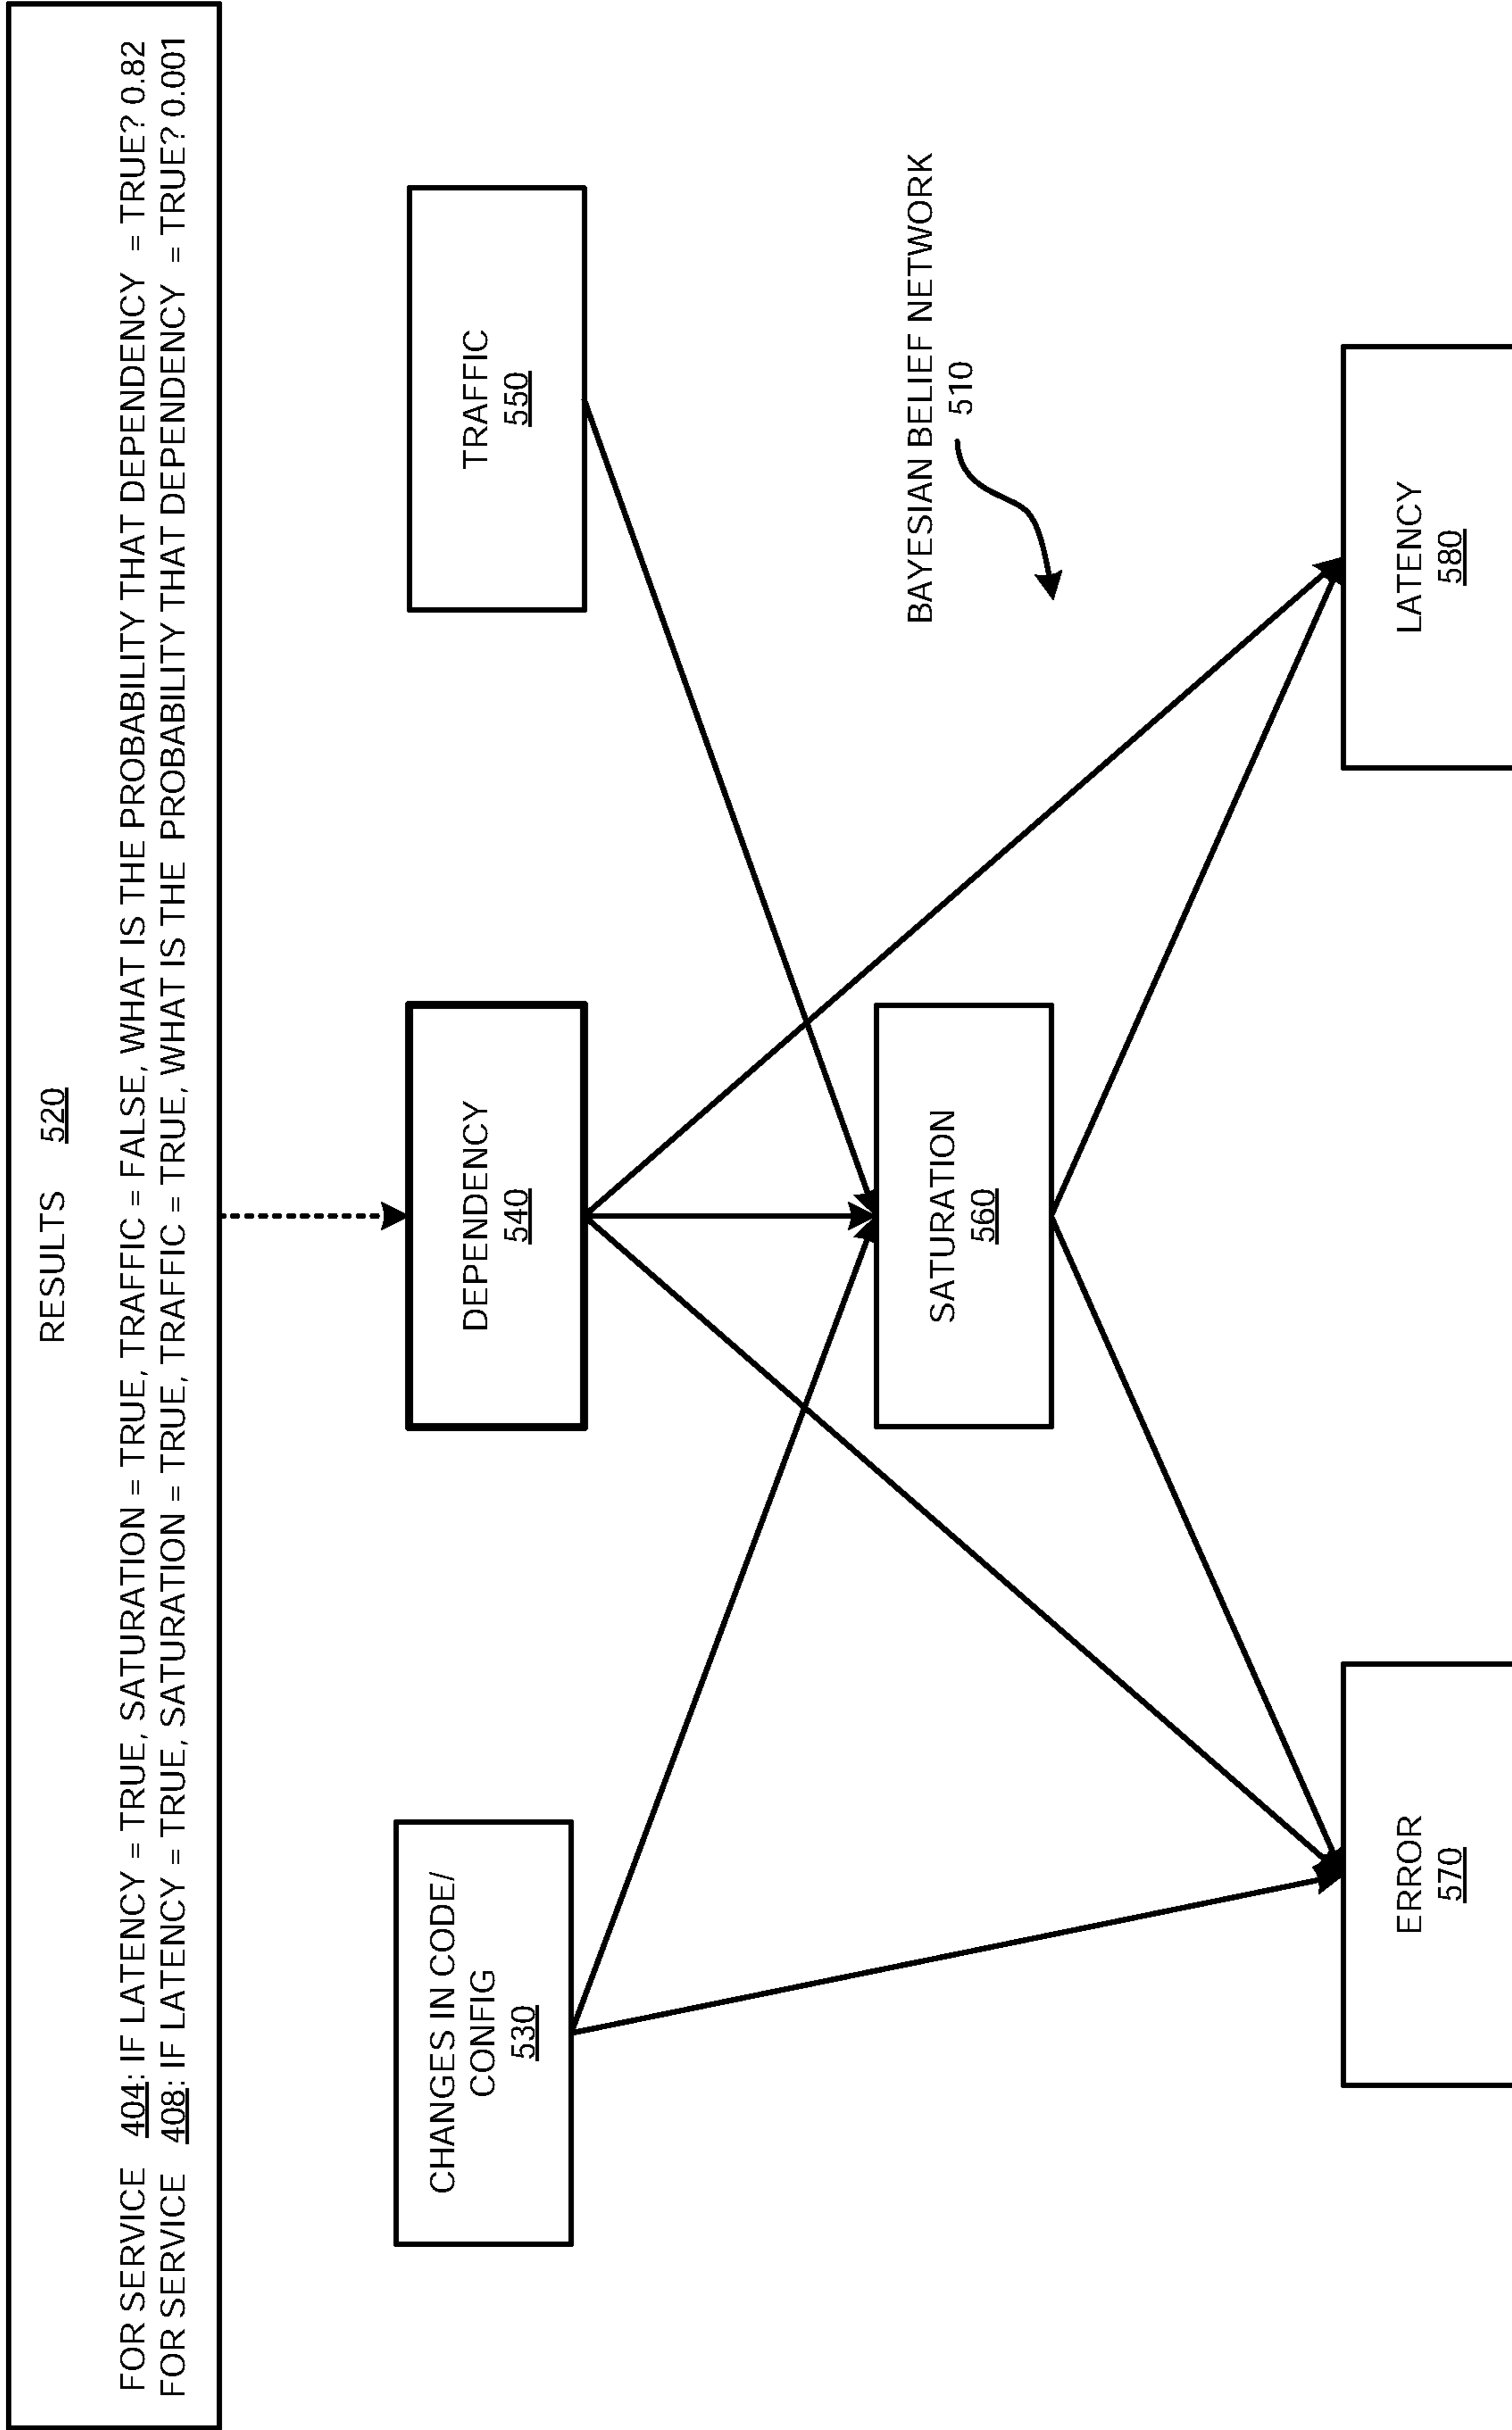 RESULTS 520
FOR SERVICE 404: IF LATENCY = TRUE, SATURATION = TRUE, TRAFFIC = FALSE, WHAT IS THE PROBABILITY THAT DEPENDENCY = TRUE? 0.82
FOR SERVICE 408: IF LATENCY = TRUE, SATURATION = TRUE, TRAFFIC = TRUE, WHAT IS THE PROBABILITY THAT DEPENDENCY = TRUE? 0.001
CHANGES IN CODE/
CONFIG
530
DEPENDENCY
540
TRAFFIC
550
SATURATION
560
BAYESIAN BELIEF NETWORK
510
ERROR
570
LATENCY
580